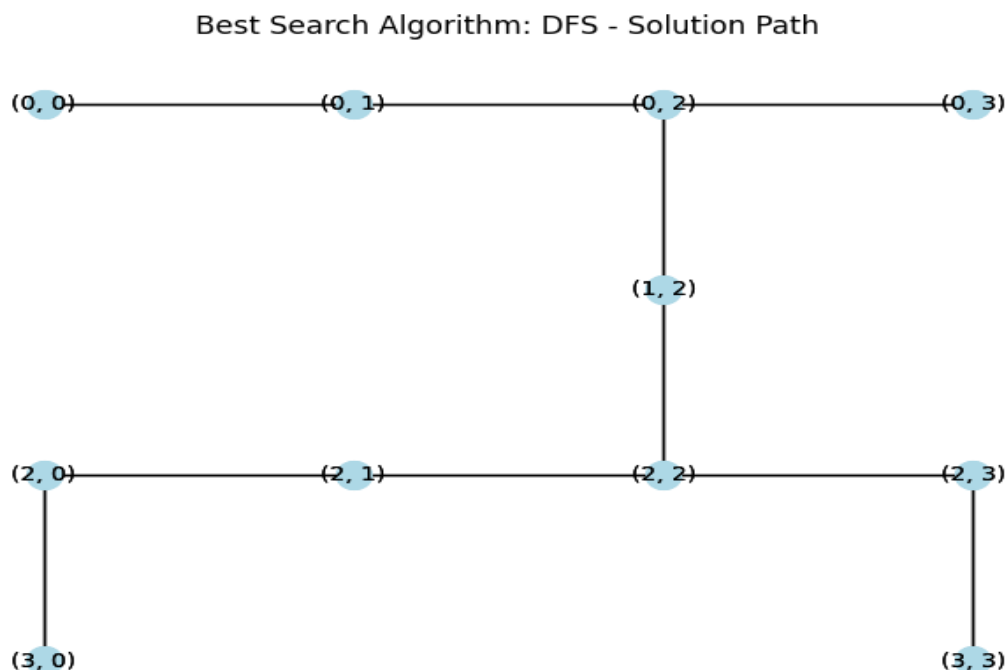 Best Search Algorithm: DFS - Solution Path
(0, 0) (0, 1) (0, 2) (0, 3)
(1, 2)
(2, 0) (2, 1) (2, 2) (2, 3)
(3, 0) (3, 3)